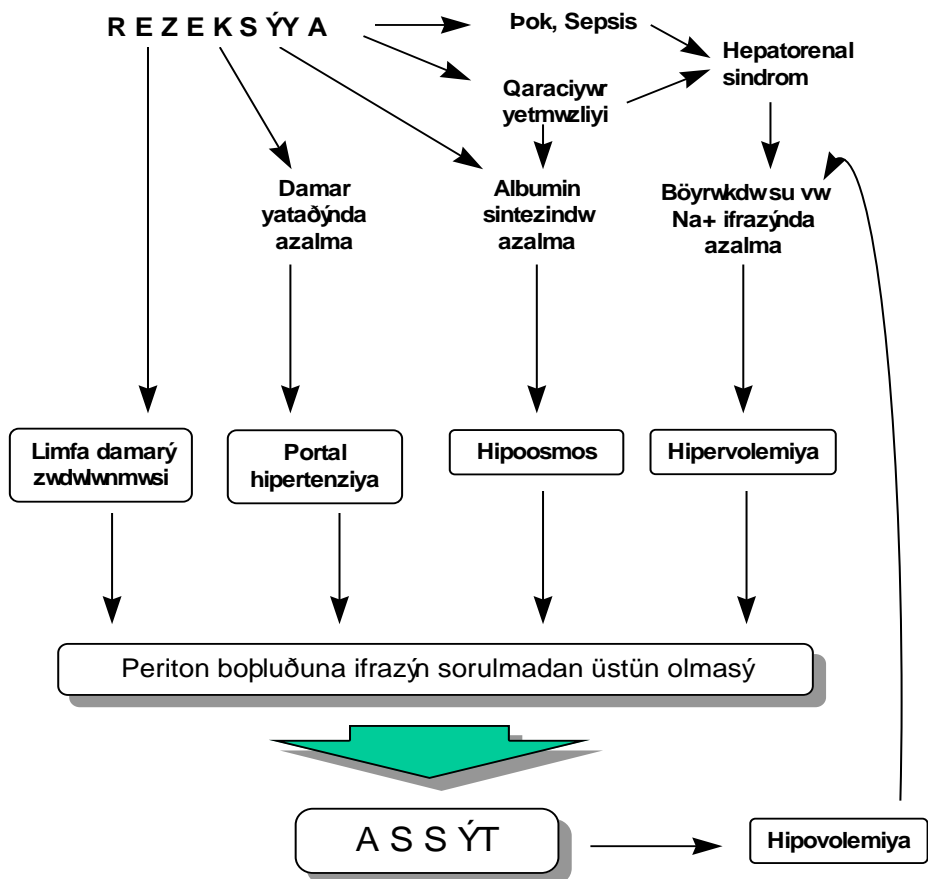 R E Z E K S ÝY A
Þok, Sepsis
Hepatorenal
sindrom
Qaraciywr
yetmwzliyi
Damar
yataðýnda
azalma
Albumin
sintezindw
azalma
Böyrwkdw su vw
Na+ ifrazýnda
azalma
Limfa damarý
zwdwlwnmwsi
Portal
hipertenziya
Hipoosmos
Hipervolemiya
Periton boþluðuna ifrazýn sorulmadan üstün olmasý
A S S ÝT
Hipovolemiya